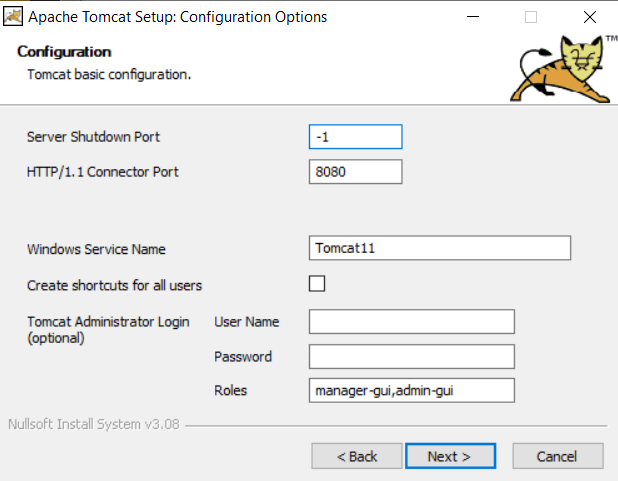 Apache Tomcat Setup: Configuration Options
Configuration
Tomcat basic configuration.
TM
Server Shutdown Port
-1
HTTP/1.1 Connector Port
8080
Windows Service Name
Tomcat11
Create shortcuts for all users
Tomcat Administrator Login
(optional)
User Name
Password
Roles
manager-gui,admin-gui
Nullsoft Install System v3.08
< Back
Next >
Cancel